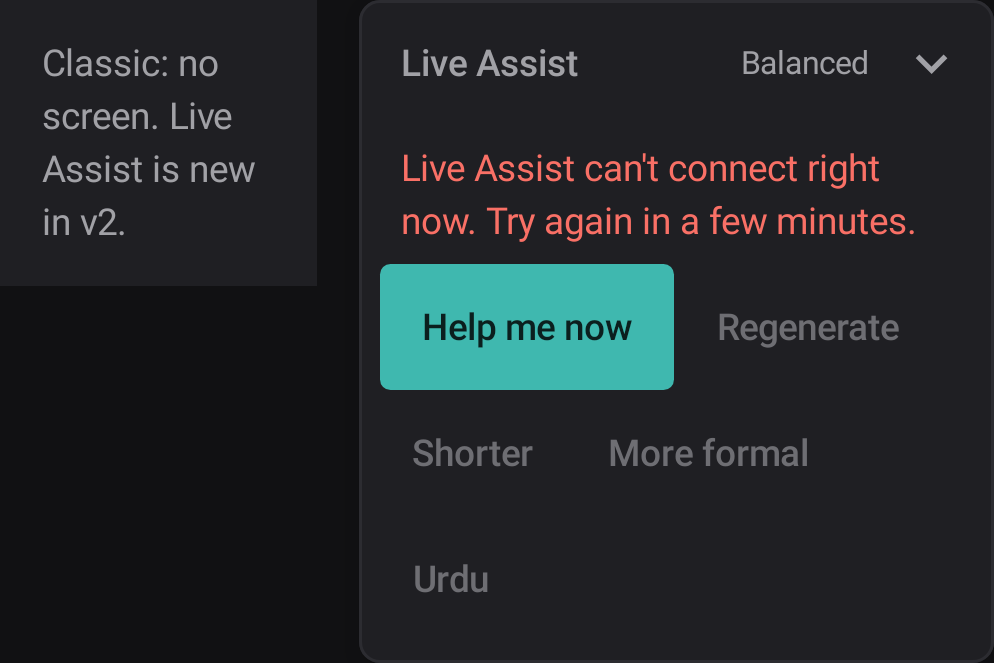 Classic: no
screen. Live
Assist is new
in v2.
Live Assist
Balanced
Live Assist can't connect right
now. Try again in a few minutes.
Help me now
Regenerate
Shorter
More formal
Urdu